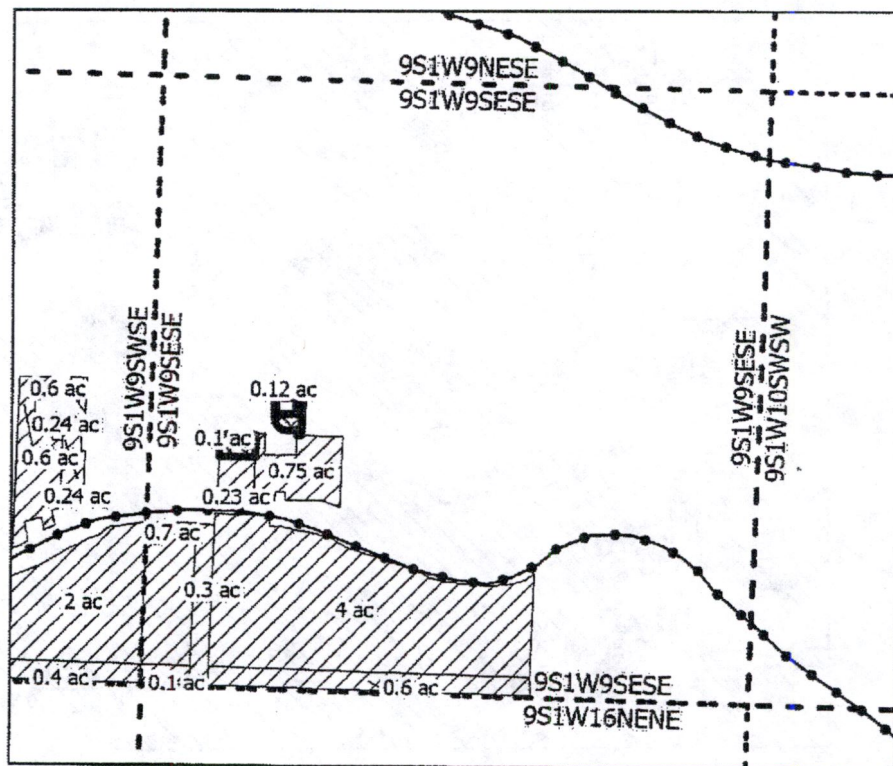 9S1W9NESE
9S1W9SESE
9S1W9SWSE
9S1W9SESE
9S1W9SESE
9S1W10SWSW
0.6 ac
0.24 ac
0.6 ac
0.24 ac
0.12 ac
0.1 ac
0.75 ac
0.23 ac
0.7 ac
0.3 ac
2 ac
4 ac
0.4 ac
0.1 ac
0.6 ac
9S1W9SESE
9S1W16NENE